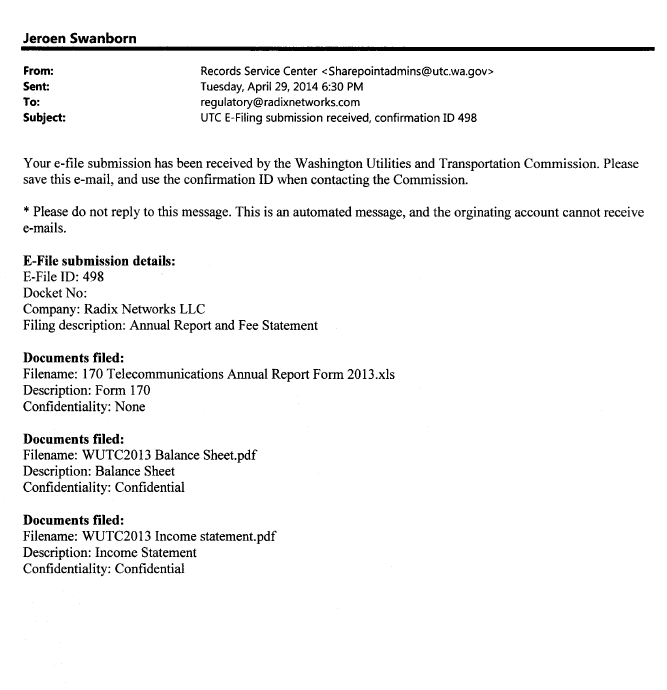 Jeroen Swanborn
From: Records Service Center <Sharepointadmins@utc.wa.gov>
Sent: Tuesday, April 29, 2014 6:30 PM
To: regulatory@radixnetworks.com
Subject: UTC E-Filing submission received, confirmation ID 498
Your e-file submission has been received by the Washington Utilities and Transportation Commission. Please
save this e-mail, and use the confirmation ID when contacting the Commission.
* Please do not reply to this message. This is an automated message, and the orginating account cannot receive
e-mails.
E-File submission details:
E-File ID: 498
Docket No:
Company: Radix Networks LLC
Filing description: Annual Report and Fee Statement
Documents filed:
Filename: 170 Telecommunications Annual Report Form 2013.xls
Description: Form 170
Confidentiality: None
Documents filed:
Filename: WUTC2013 Balance Sheet.pdf
Description: Balance Sheet
Confidentiality: Confidential
Documents filed:
Filename: WUTC2013 Income statement.pdf
Description: Income Statement
Confidentiality: Confidential